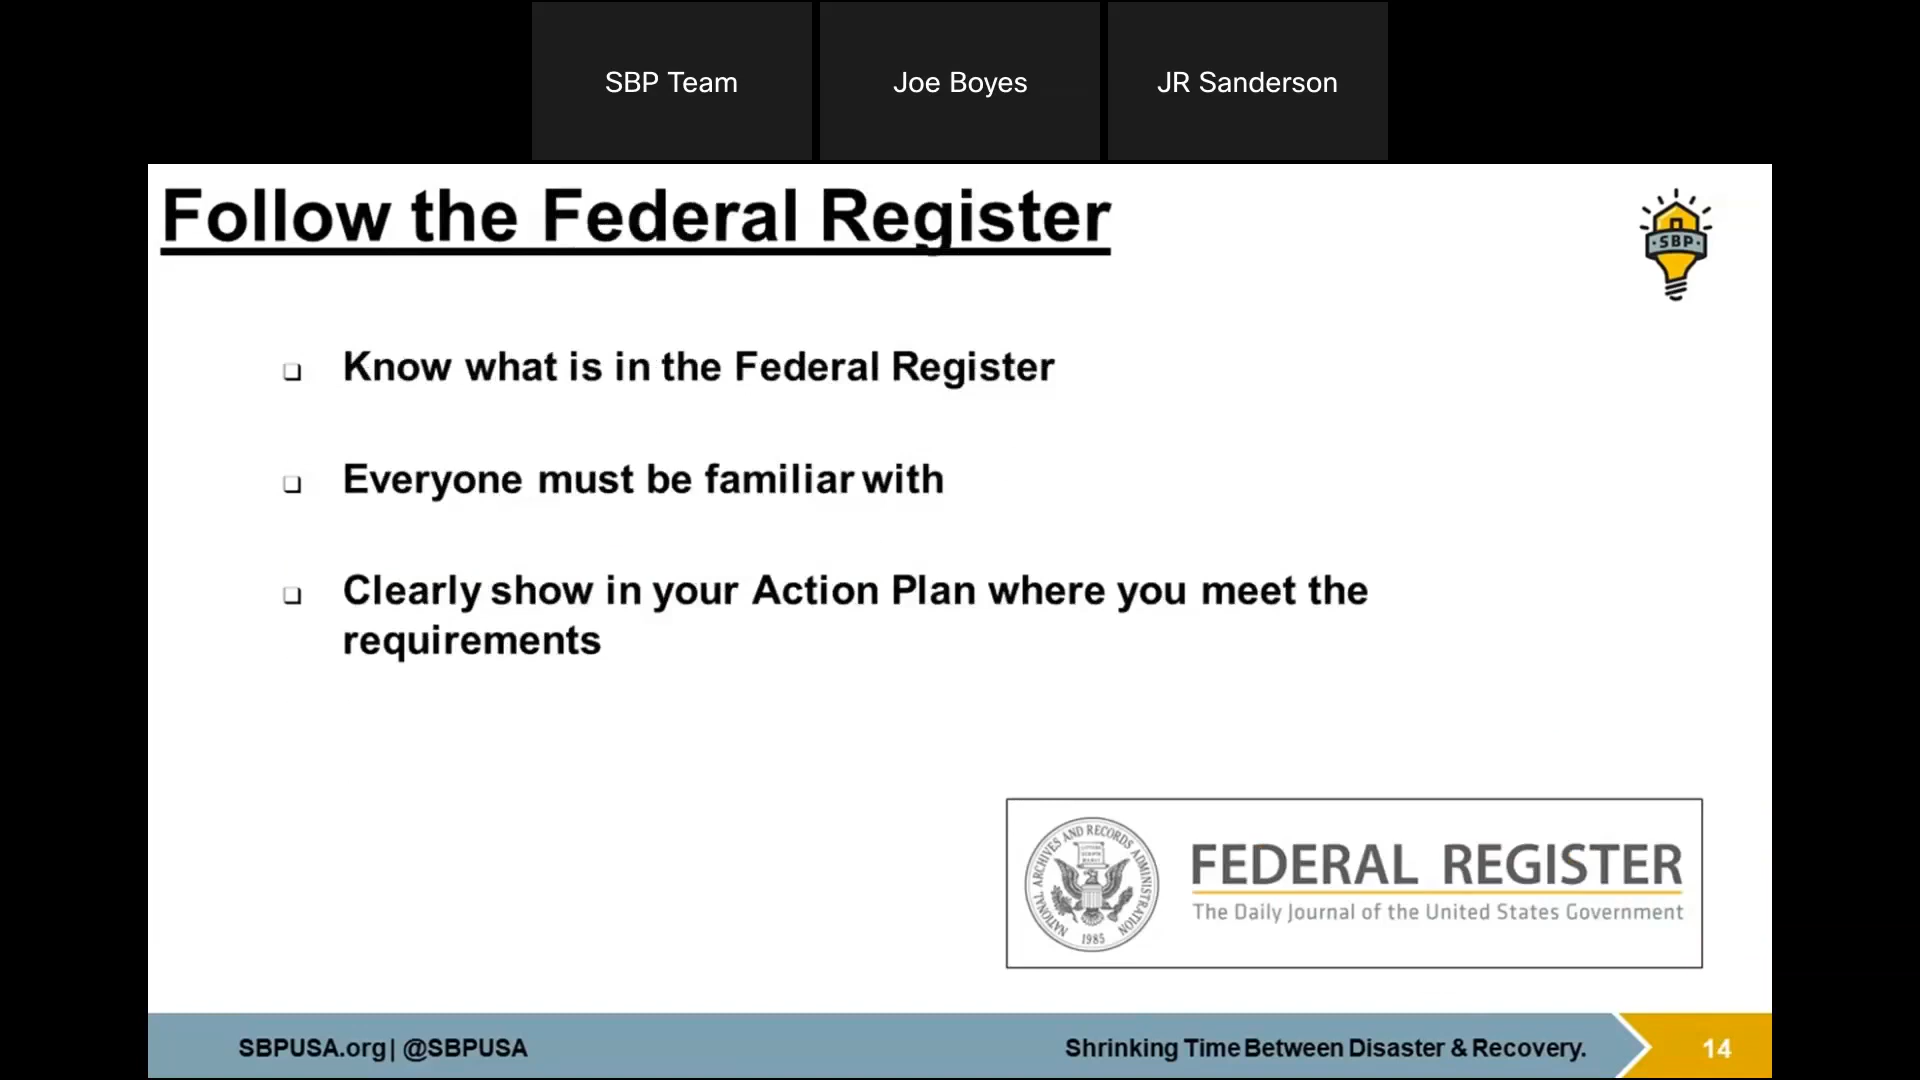 SBP Team
Joe Boyes
JR Sanderson
Follow the Federal Register
SBP
Know what is in the Federal Register
Everyone must be familiar with
Clearly show in your Action Plan where you meet the
requirements
NATIONAL ARCHIVES AND RECORDS ADMINISTRATION
1985
FEDERAL REGISTER
The Daily Journal of the United States Government
SBPUSA.org| @SBPUSA
Shrinking Time Between Disaster & Recovery.
14